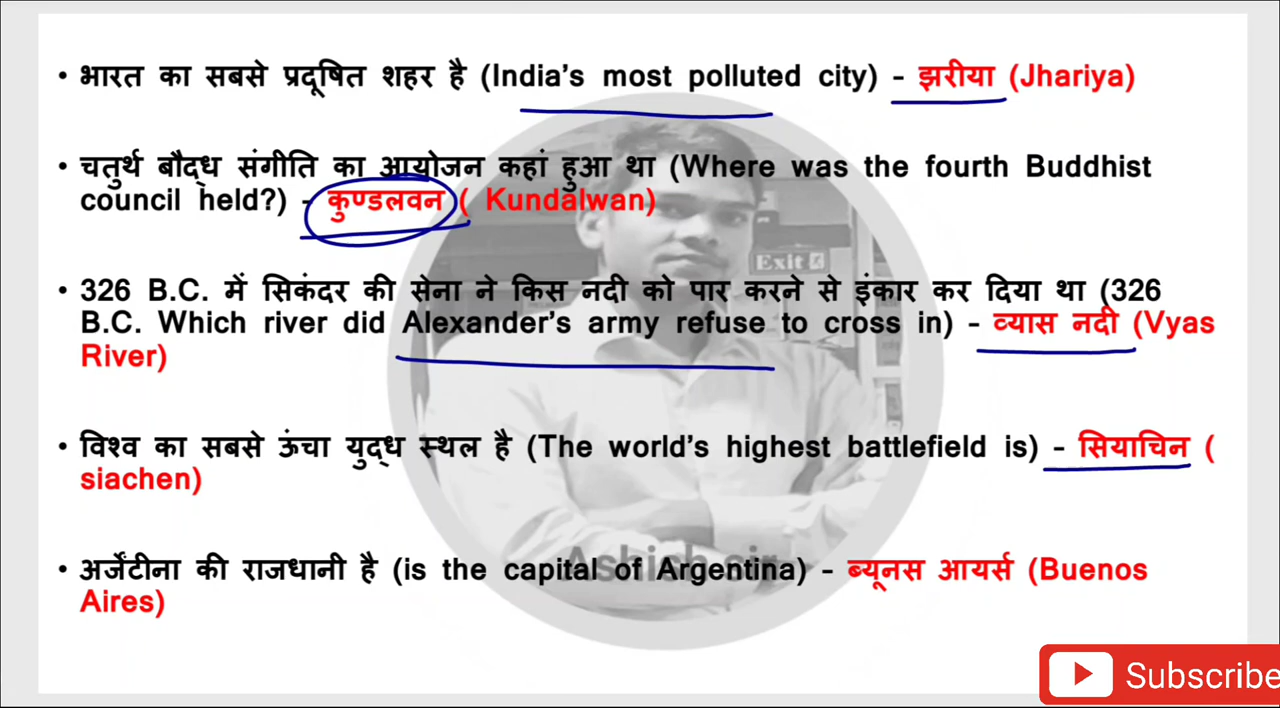 • भारत का सबसे प्रदूषित शहर है (India's most polluted city) - झरीया (Jhariya)
• चतुर्थ बौद्ध संगीति का आयोजन कहां हुआ था (Where was the fourth Buddhist
council held?) - कुण्डलवन ( Kundalwan)
Exit
• 326 B.C. में सिकंदर की सेना ने किस नदी को पार करने से इंकार कर दिया था (326
B.C. Which river did Alexander's army refuse to cross in) - व्यास नदी (Vyas
River)
• विश्व का सबसे ऊंचा युद्ध स्थल है (The world's highest battlefield is) - सियाचिन (
siachen)
Ashish sir
• अर्जेंटीना की राजधानी है (is the capital of Argentina) - ब्यूनस आयर्स (Buenos
Aires)
Subscribe